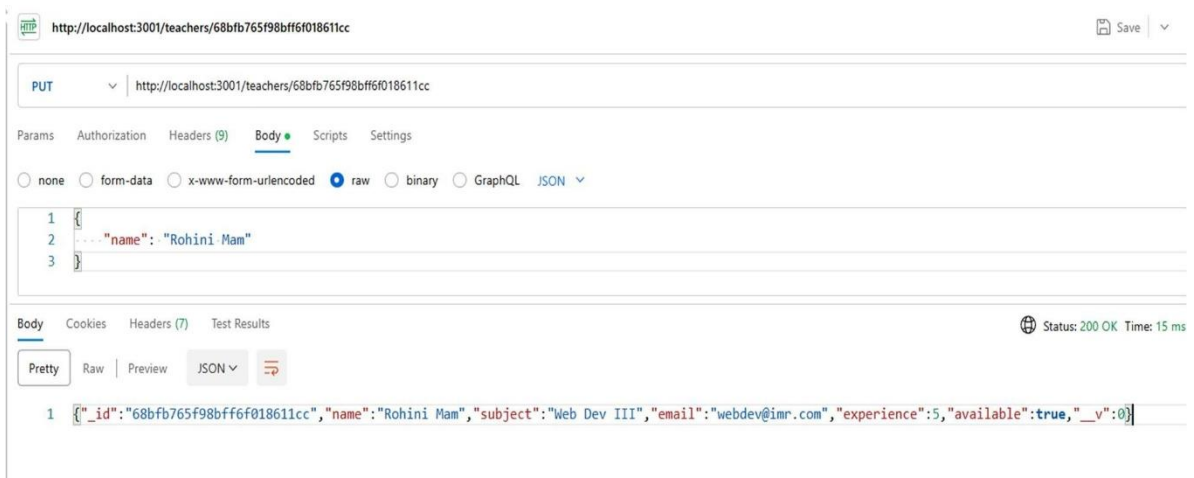 HTTP http://localhost:3001/teachers/68bfb765f98bff6f018611cc Save
PUT http://localhost:3001/teachers/68bfb765f98bff6f018611cc
Params Authorization Headers (9) Body Scripts Settings
none form-data x-www-form-urlencoded raw binary GraphQL JSON
1 {
2 "name": "Rohini Mam"
3 }
Body Cookies Headers (7) Test Results Status: 200 OK Time: 15 ms
Pretty Raw Preview JSON
1 {"_id":"68bfb765f98bff6f018611cc","name":"Rohini Mam","subject":"Web Dev III","email":"webdev@imr.com","experience":5,"available":true,"__v":0}